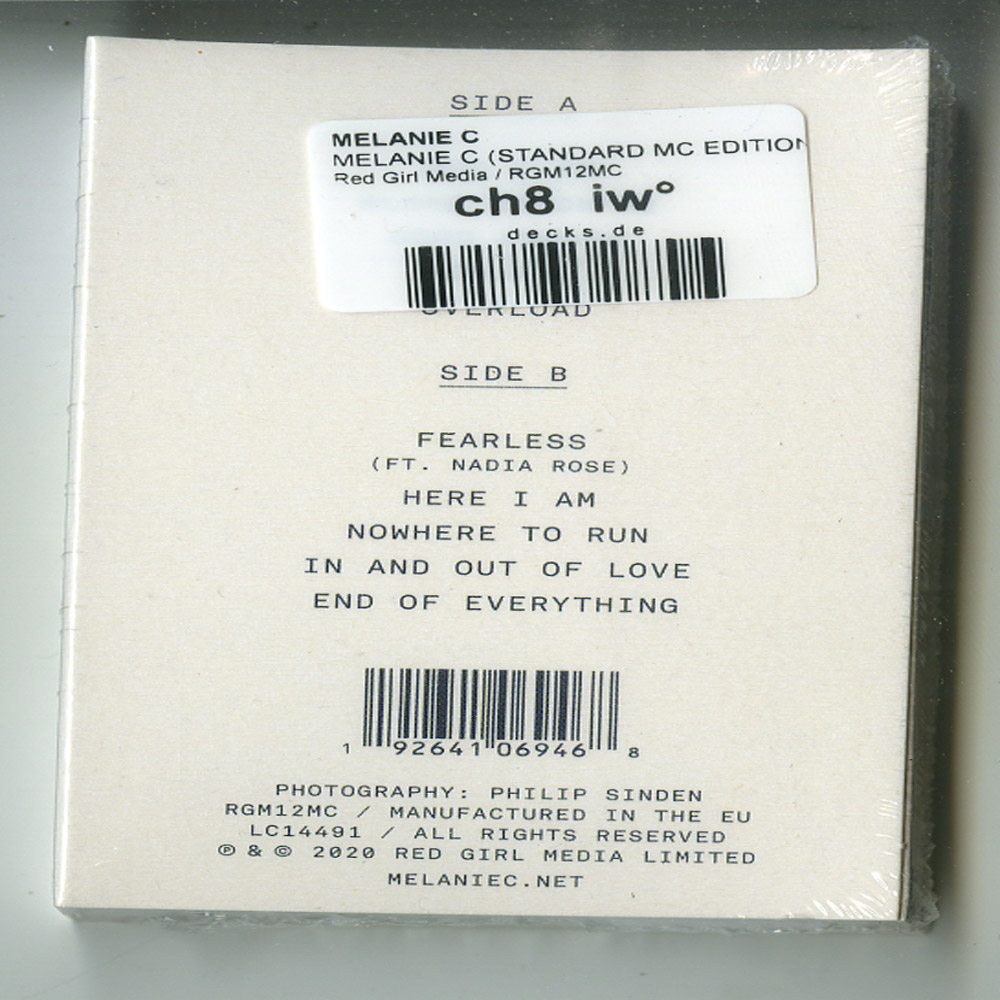 SIDE A
MELANIE C
MELANIE C (STANDARD MC EDITION
Red Girl Media / RGM12MC
ch8 iw°
decks.de
OVERLOAD
SIDE B
FEARLESS
(FT. NADIA ROSE)
HERE I AM
NOWHERE TO RUN
IN AND OUT OF LOVE
END OF EVERYTHING
1 92641 06946 8
PHOTOGRAPHY: PHILIP SINDEN
RGM12MC / MANUFACTURED IN THE EU
LC14491 / ALL RIGHTS RESERVED
℗ & © 2020 RED GIRL MEDIA LIMITED
MELANIEC.NET